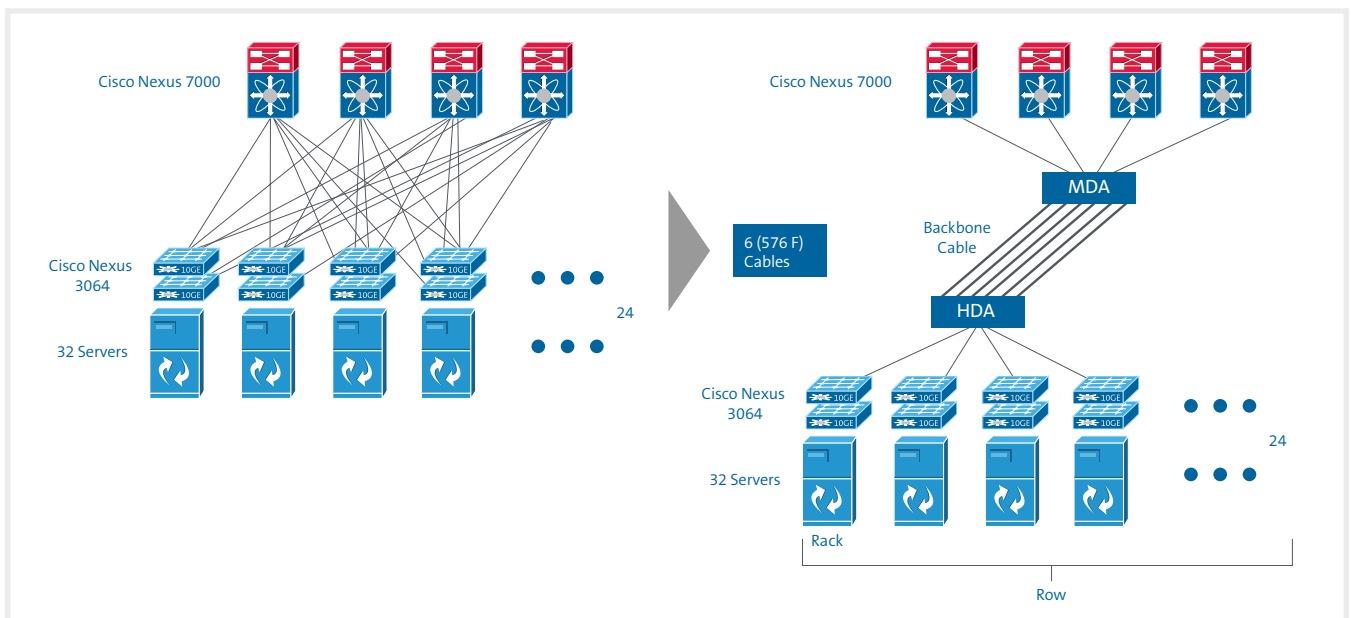 Cisco Nexus 7000
Cisco Nexus
3064
10GE
10GE
10GE
10GE
10GE
10GE
10GE
10GE
24
32 Servers
6 (576 F)
Cables
Cisco Nexus 7000
MDA
Backbone
Cable
HDA
Cisco Nexus
3064
10GE
10GE
10GE
10GE
10GE
10GE
10GE
10GE
24
32 Servers
Rack
Row